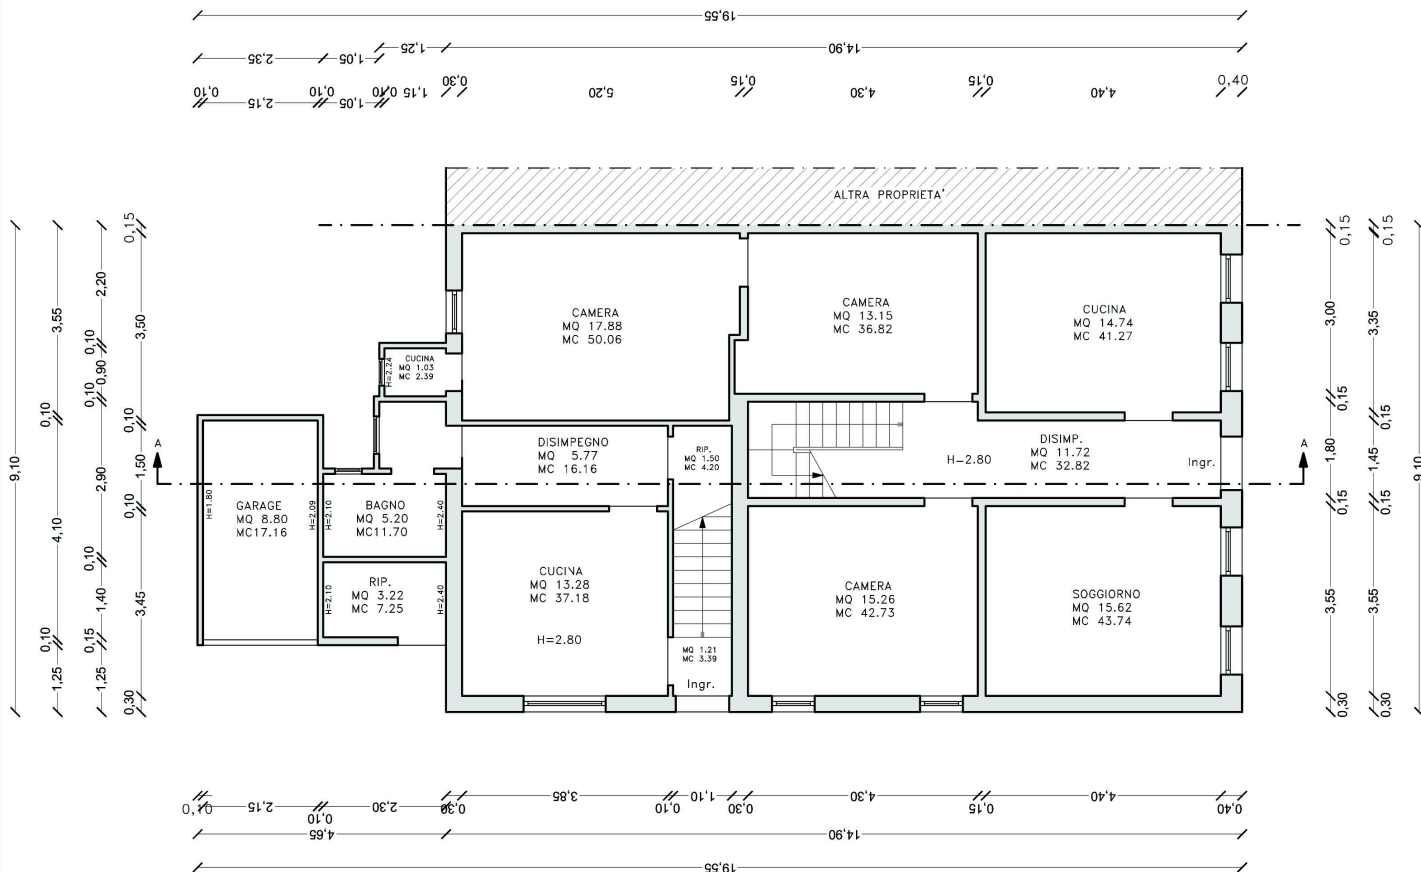 19,55
1,25
14,90
2,35
1,05
0,10
2,15
0,10
1,05
0,10
1,15
0,30
5,20
0,15
4,30
0,15
4,40
0,40
ALTRA PROPRIETA'
9,10
3,55
0,10
4,10
0,10
1,25
2,20
0,10
0,90
0,10
2,90
0,10
1,40
0,15
1,25
0,15
3,50
0,10
1,50
0,10
3,45
0,30
CAMERA
MQ 17.88
MC 50.06
CAMERA
MQ 13.15
MC 36.82
CUCINA
MQ 14.74
MC 41.27
H=2.24
CUCINA
MQ 1.03
MC 2.39
A
DISIMPEGNO
MQ 5.77
MC 16.16
RIP.
MQ 1.50
MC 4.20
H-2.80
DISIMP.
MQ 11.72
MC 32.82
Ingr.
A
H=1.80
GARAGE
MQ 8.80
MC17.16
H=2.09
H=2.10
BAGNO
MQ 5.20
MC11.70
H=2.40
H=2.10
RIP.
MQ 3.22
MC 7.25
H=2.40
CUCINA
MQ 13.28
MC 37.18
H=2.80
MQ 1.21
MC 3.39
Ingr.
CAMERA
MQ 15.26
MC 42.73
SOGGIORNO
MQ 15.62
MC 43.74
0,15
3,00
0,15
1,80
0,15
3,55
0,30
0,15
3,35
0,15
1,45
0,15
3,55
0,30
9,10
0,10
2,15
0,10
2,30
0,30
3,85
0,10
1,10
0,30
4,30
0,15
4,40
0,40
4,65
14,90
19,55